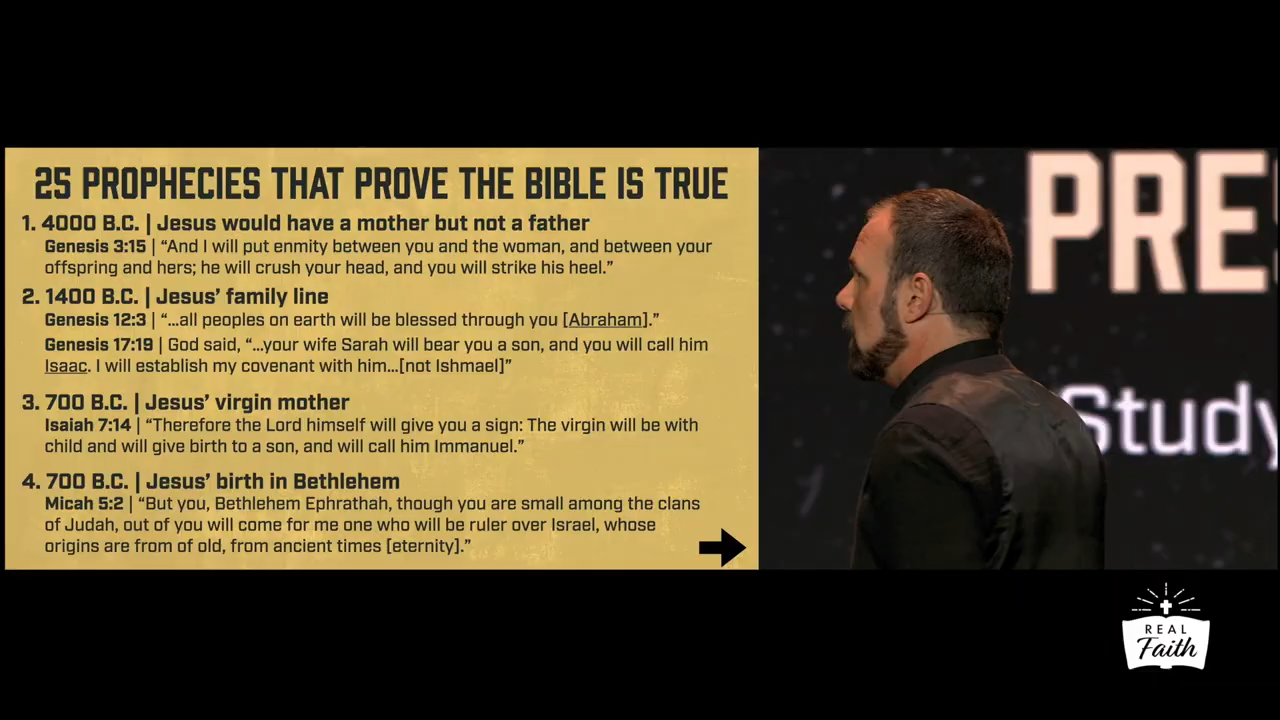 25 PROPHECIES THAT PROVE THE BIBLE IS TRUE
1. 4000 B.C. | Jesus would have a mother but not a father
Genesis 3:15 | “And I will put enmity between you and the woman, and between your
offspring and hers; he will crush your head, and you will strike his heel.”
2. 1400 B.C. | Jesus’ family line
Genesis 12:3 | “...all peoples on earth will be blessed through you [Abraham].”
Genesis 17:19 | God said, “...your wife Sarah will bear you a son, and you will call him
Isaac. I will establish my covenant with him...[not Ishmael]”
3. 700 B.C. | Jesus’ virgin mother
Isaiah 7:14 | “Therefore the Lord himself will give you a sign: The virgin will be with
child and will give birth to a son, and will call him Immanuel.”
4. 700 B.C. | Jesus’ birth in Bethlehem
Micah 5:2 | “But you, Bethlehem Ephrathah, though you are small among the clans
of Judah, out of you will come for me one who will be ruler over Israel, whose
origins are from of old, from ancient times [eternity].”
PRE
Study
REAL
Faith